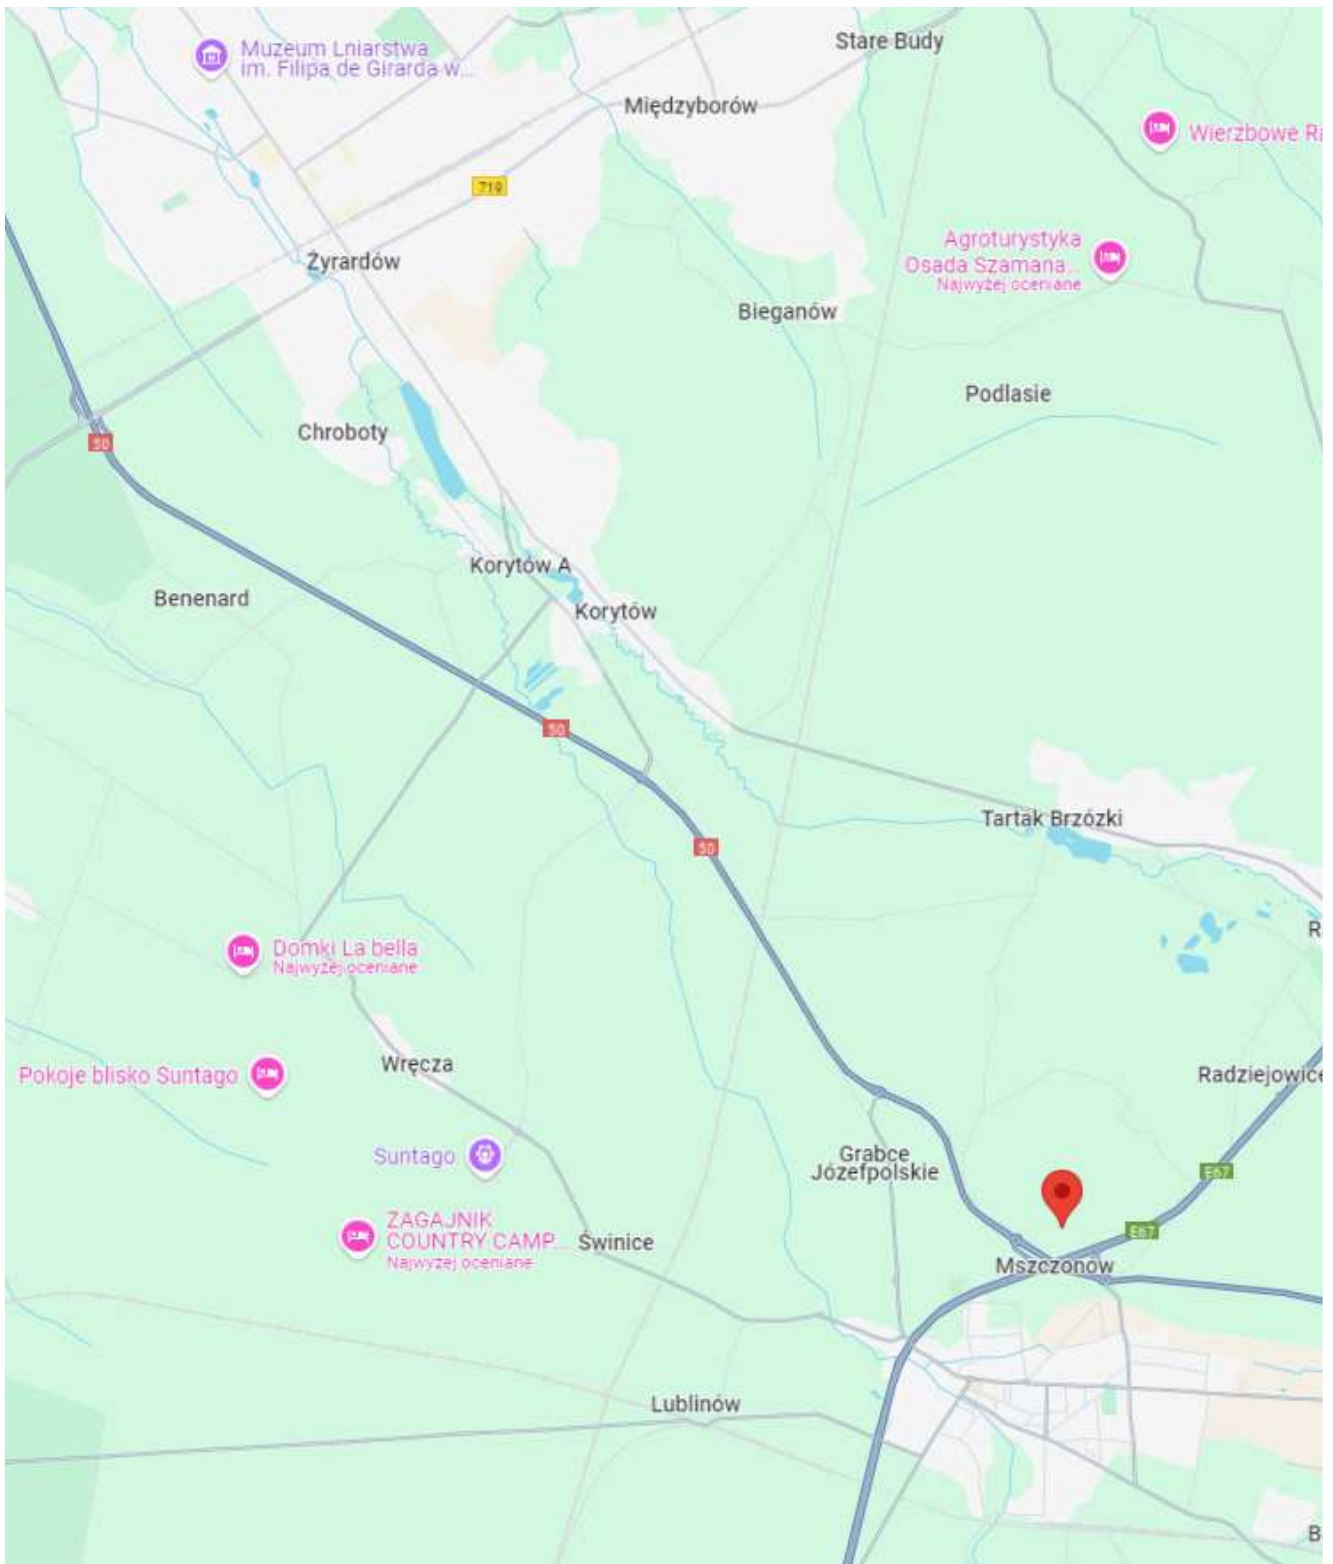 Stare Budy
Muzeum Lniarstwa
im. Filipa de Girarda w...
Międzyborów
Wierzbowe Ra
719
Agroturystyka
Osada Szamana...
Najwyżej oceniane
Żyrardów
Bieganów
Podlasie
Chroboty
50
Korytów A
Benenard
Korytów
50
Tartak Brzózki
50
R
Domki La bella
Najwyżej oceniane
Wręcza
Pokoje blisko Suntago
Radziejowice
Suntago
Grabce
Józefpolskie
E67
ZAGAJNIK
COUNTRY CAMP...
Najwyżej oceniane
Świnice
E67
Mszczonów
Lublinów
B